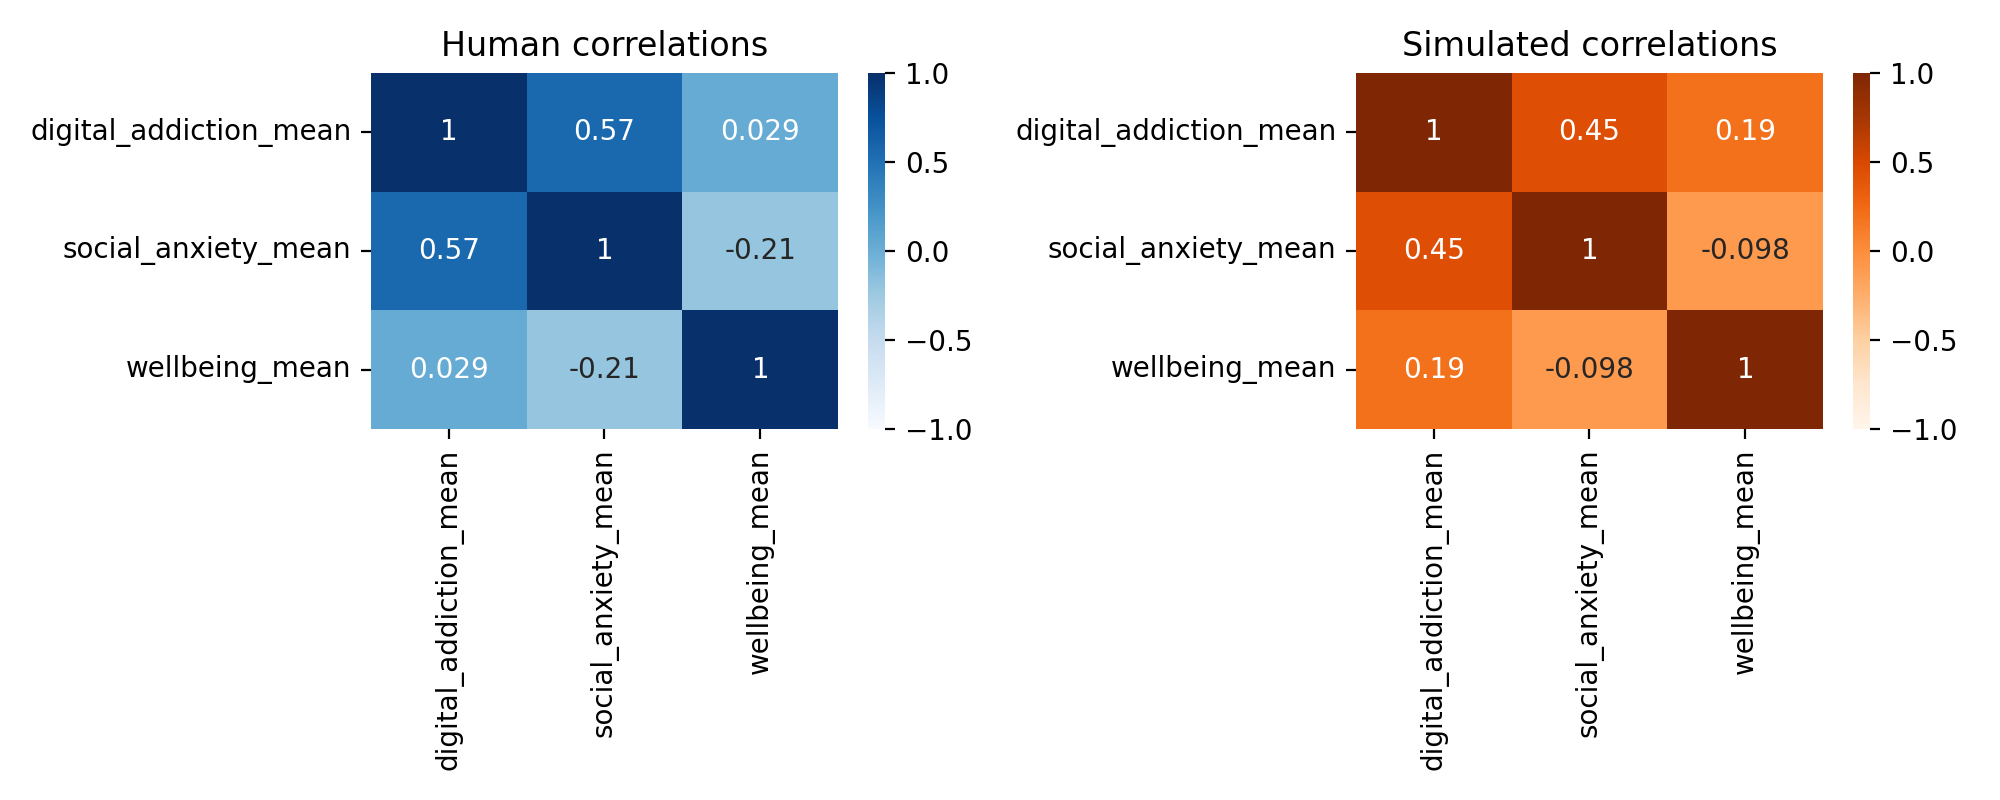 Human correlations
digital_addiction_mean
social_anxiety_mean
wellbeing_mean
1 0.57 0.029
0.57 1 -0.21
0.029 -0.21 1
1.0
0.5
0.0
−0.5
−1.0
digital_addiction_mean
social_anxiety_mean
wellbeing_mean
Simulated correlations
digital_addiction_mean
social_anxiety_mean
wellbeing_mean
1 0.45 0.19
0.45 1 -0.098
0.19 -0.098 1
1.0
0.5
0.0
−0.5
−1.0
digital_addiction_mean
social_anxiety_mean
wellbeing_mean